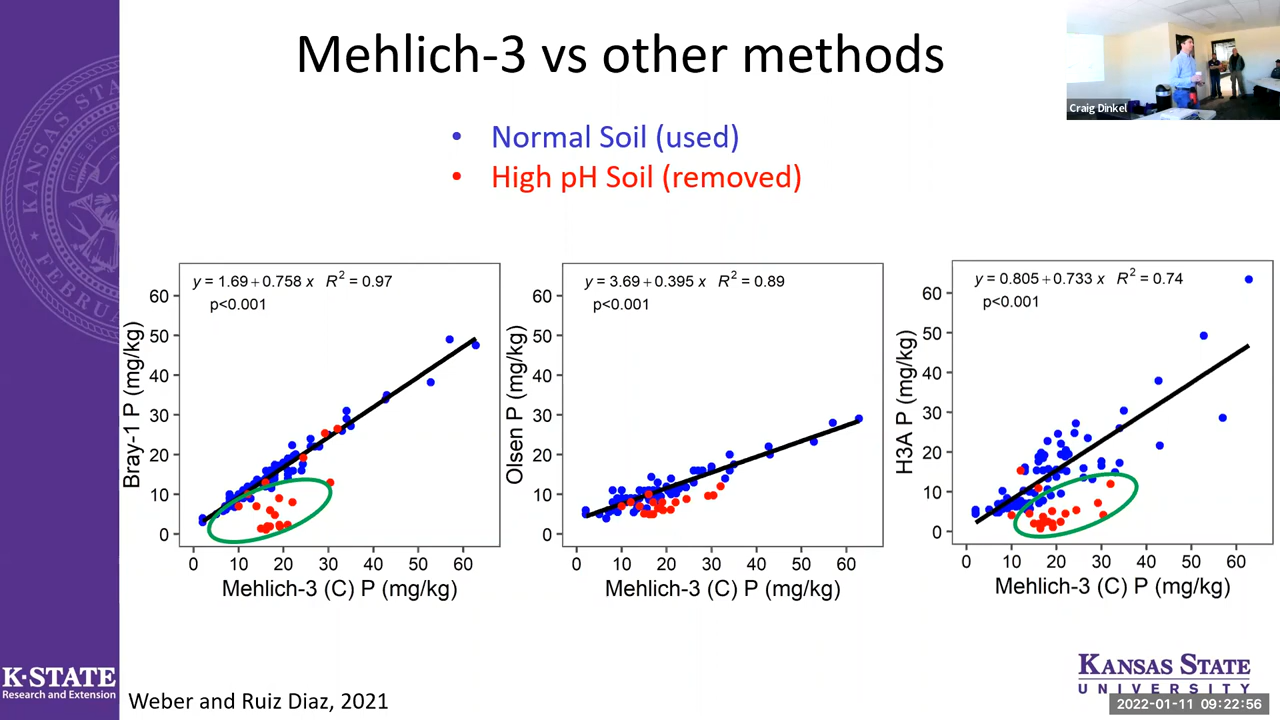 Mehlich-3 vs other methods
Craig Dinkel
• Normal Soil (used)
• High pH Soil (removed)
KANSAS STA
FEBRUA
y = 1.69 + 0.758 x R² = 0.97
p<0.001
60
50
40
30
20
10
0
Bray-1 P (mg/kg)
0 10 20 30 40 50 60
Mehlich-3 (C) P (mg/kg)
y = 3.69 + 0.395 x R² = 0.89
p<0.001
60
50
40
30
20
10
0
Olsen P (mg/kg)
0 10 20 30 40 50 60
Mehlich-3 (C) P (mg/kg)
y = 0.805 + 0.733 x R² = 0.74
p<0.001
60
50
40
30
20
10
0
H3A P (mg/kg)
0 10 20 30 40 50 60
Mehlich-3 (C) P (mg/kg)
K·STATE
Research and Extension
Weber and Ruiz Diaz, 2021
KANSAS STATE
UNIVERSITY
2022-01-11 09:22:56